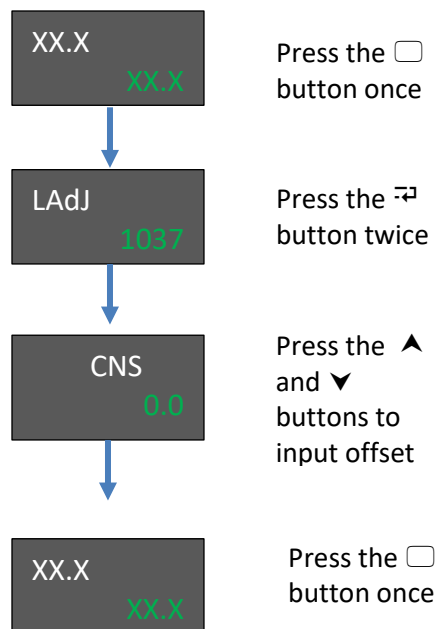 XX.X
XX.X
Press the
button once
LAdJ
1037
Press the
button twice
CNS
0.0
Press the
and
buttons to
input offset
XX.X
XX.X
Press the
button once